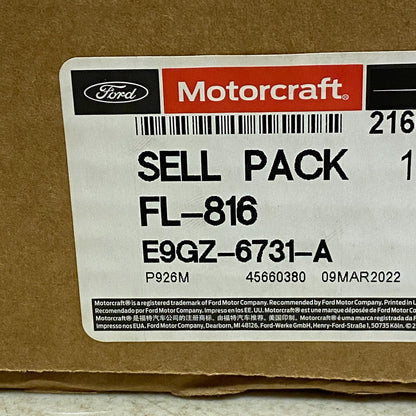 Ford Motorcraft®
216
SELL PACK 1
FL-816
E9GZ-6731-A
P926M 45660380 09MAR2022
Motorcraft® is a registered trademark of Ford Motor Company. Recommended by Ford Motor Company. Printed in
Recomendado por Ford Motor Company. Impreso en los EE. UU. Motorcraft® est une marque déposée de Ford Motor Company.
Motorcraft® 是福特汽车公司的注册商标。由福特汽车公司推荐。美国印制。Motorcraft® é uma marca registrada da F
Impresso nos EUA. Ford Motor Company, Dearborn, MI 48126. Ford-Werke GmbH, Henry-Ford-Straße 1, 50735 Köln. © 2